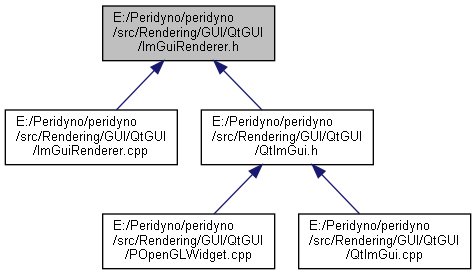 E:/Peridyno/peridyno
/src/Rendering/GUI/QtGUI
/ImGuiRenderer.h
E:/Peridyno/peridyno
/src/Rendering/GUI/QtGUI
/ImGuiRenderer.cpp
E:/Peridyno/peridyno
/src/Rendering/GUI/QtGUI
/QtImGui.h
E:/Peridyno/peridyno
/src/Rendering/GUI/QtGUI
/POpenGLWidget.cpp
E:/Peridyno/peridyno
/src/Rendering/GUI/QtGUI
/QtImGui.cpp